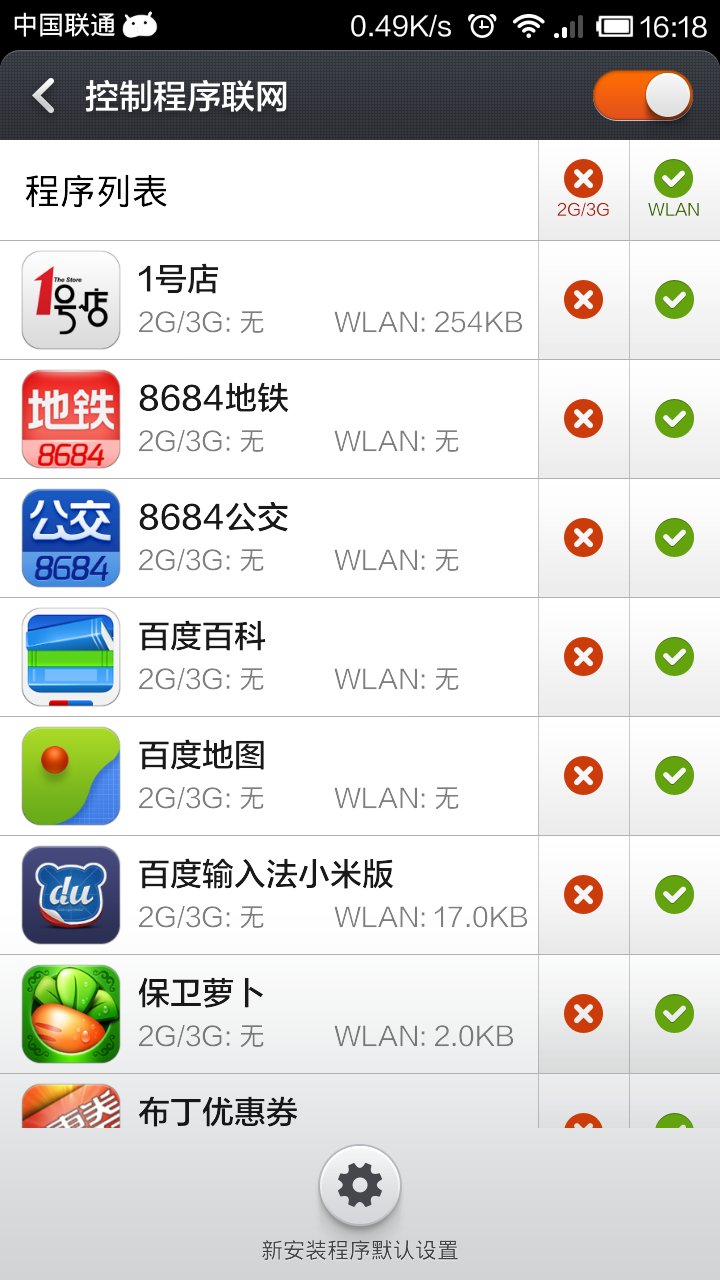 中国联通 0.49K/s 16:18
控制程序联网
程序列表 2G/3G WLAN
The Store
1号店
1号店
2G/3G: 无 WLAN: 254KB
地铁
8684
8684地铁
2G/3G: 无 WLAN: 无
公交
8684
8684公交
2G/3G: 无 WLAN: 无
百度百科
2G/3G: 无 WLAN: 无
百度地图
2G/3G: 无 WLAN: 无
du
百度输入法小米版
2G/3G: 无 WLAN: 17.0KB
保卫萝卜
2G/3G: 无 WLAN: 2.0KB
惠券
布丁优惠券
新安装程序默认设置